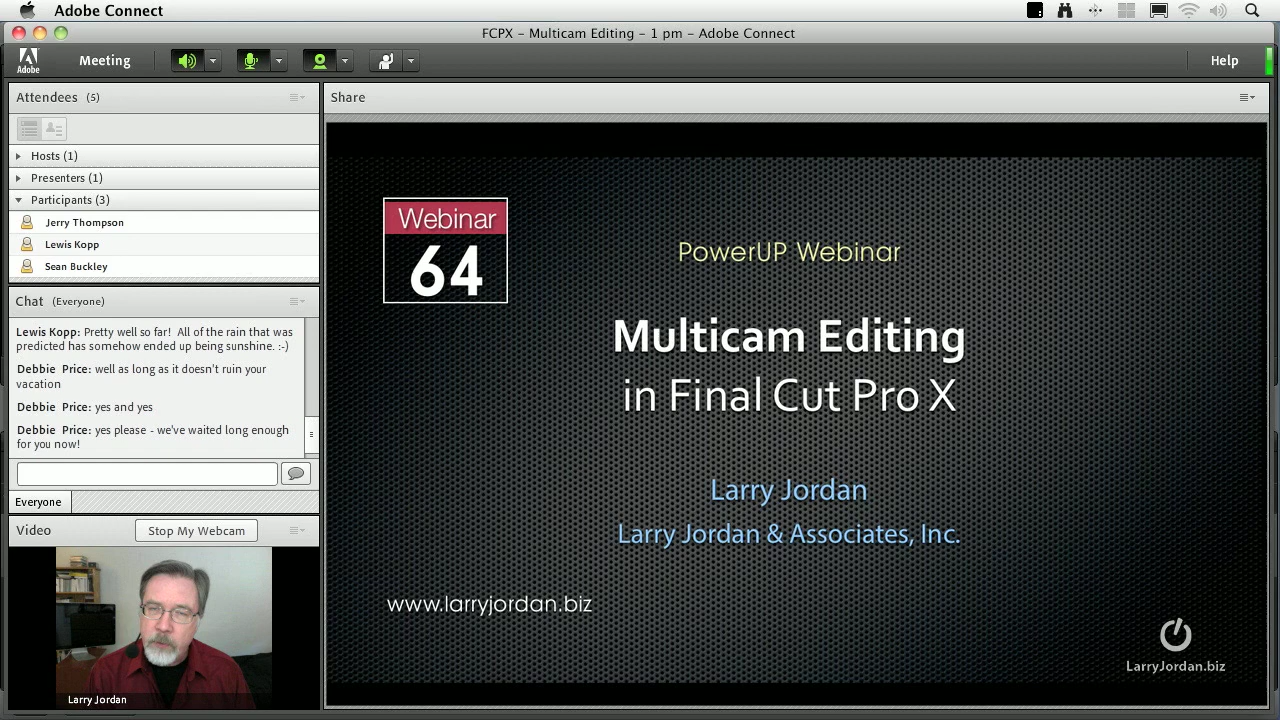 Adobe Connect
FCPX – Multicam Editing – 1 pm – Adobe Connect
Adobe
Meeting
Help
Attendees (5)
Hosts (1)
Presenters (1)
Participants (3)
Jerry Thompson
Lewis Kopp
Sean Buckley
Chat (Everyone)
Lewis Kopp: Pretty well so far! All of the rain that was
predicted has somehow ended up being sunshine. :-)
Debbie Price: well as long as it doesn't ruin your
vacation
Debbie Price: yes and yes
Debbie Price: yes please - we've waited long enough
for you now!
Everyone
Video
Stop My Webcam
Larry Jordan
Share
Webinar
64
PowerUP Webinar
Multicam Editing
in Final Cut Pro X
Larry Jordan
Larry Jordan & Associates, Inc.
www.larryjordan.biz
LarryJordan.biz